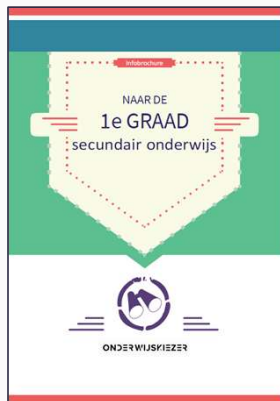 Infobrochure
NAAR DE
1e GRAAD
secundair onderwijs
ONDERWIJSKIEZER